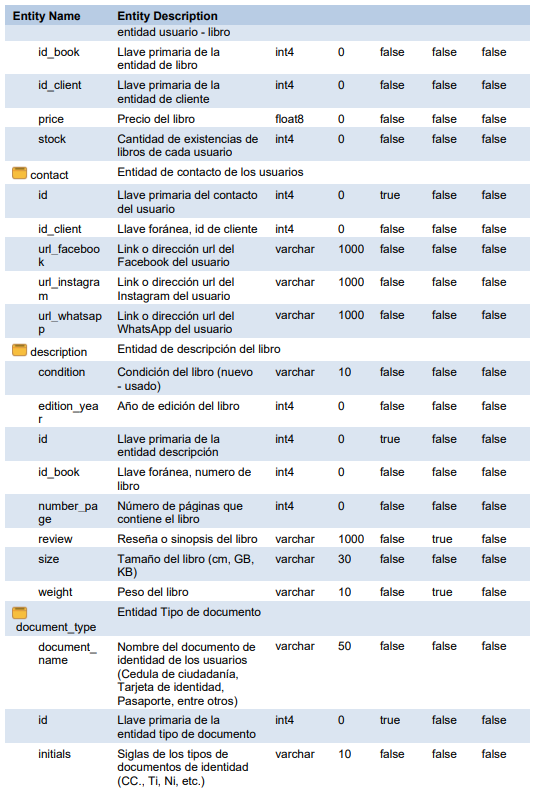 Entity Name Entity Description
entidad usuario - libro
id_book Llave primaria de la int4 0 false false false
entidad de libro
id_client Llave primaria de la int4 0 false false false
entidad de cliente
price Precio del libro float8 0 false false false
stock Cantidad de existencias de int4 0 false false false
libros de cada usuario
contact Entidad de contacto de los usuarios
id Llave primaria del contacto int4 0 true false false
del usuario
id_client Llave foránea, id de cliente int4 0 false false false
url_faceboo Link o dirección url del varchar 1000 false false false
k Facebook del usuario
url_instagra Link o dirección url del varchar 1000 false false false
m Instagram del usuario
url_whatsap Link o dirección url del varchar 1000 false false false
p WhatsApp del usuario
description Entidad de descripción del libro
condition Condición del libro (nuevo varchar 10 false false false
- usado)
edition_yea Año de edición del libro int4 0 false false false
r
id Llave primaria de la int4 0 true false false
entidad descripción
id_book Llave foránea, numero de int4 0 false false false
libro
number_pa Número de páginas que int4 0 false false false
ge contiene el libro
review Reseña o sinopsis del libro varchar 1000 false true false
size Tamaño del libro (cm, GB, varchar 30 false false false
KB)
weight Peso del libro varchar 10 false true false
document_type Entidad Tipo de documento
document_ Nombre del documento de varchar 50 false false false
name identidad de los usuarios
(Cedula de ciudadanía,
Tarjeta de identidad,
Pasaporte, entre otros)
id Llave primaria de la int4 0 true false false
entidad tipo de documento
initials Siglas de los tipos de varchar 10 false false false
documentos de identidad
(CC., Ti, Ni, etc.)